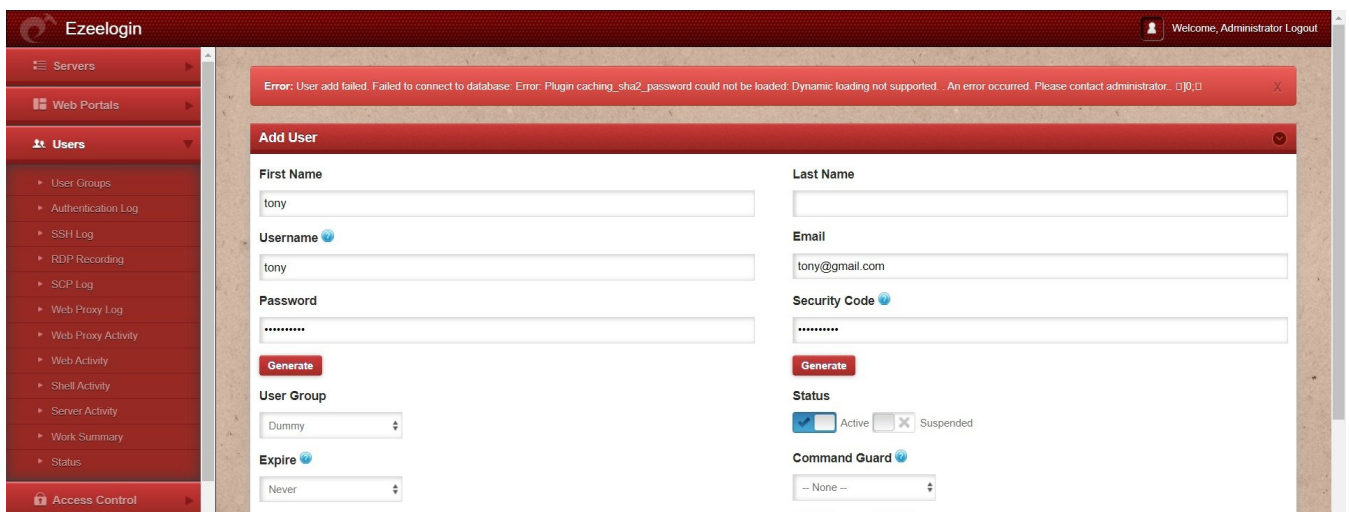 Ezeelogin
Welcome, Administrator Logout
Servers
Web Portals
Users
User Groups
Authentication Log
SSH Log
RDP Recording
SCP Log
Web Proxy Log
Web Proxy Activity
Web Activity
Shell Activity
Server Activity
Work Summary
Status
Access Control
Error: User add failed. Failed to connect to database: Error: Plugin caching_sha2_password could not be loaded: Dynamic loading not supported. . An error occurred. Please contact administrator.. □]0;□ X
Add User
First Name
tony
Last Name
Username
tony
Email
tony@gmail.com
Password
••••••••••
Security Code
••••••••••
Generate
Generate
User Group
Dummy
Status
Active
Suspended
Expire
Never
Command Guard
-- None --